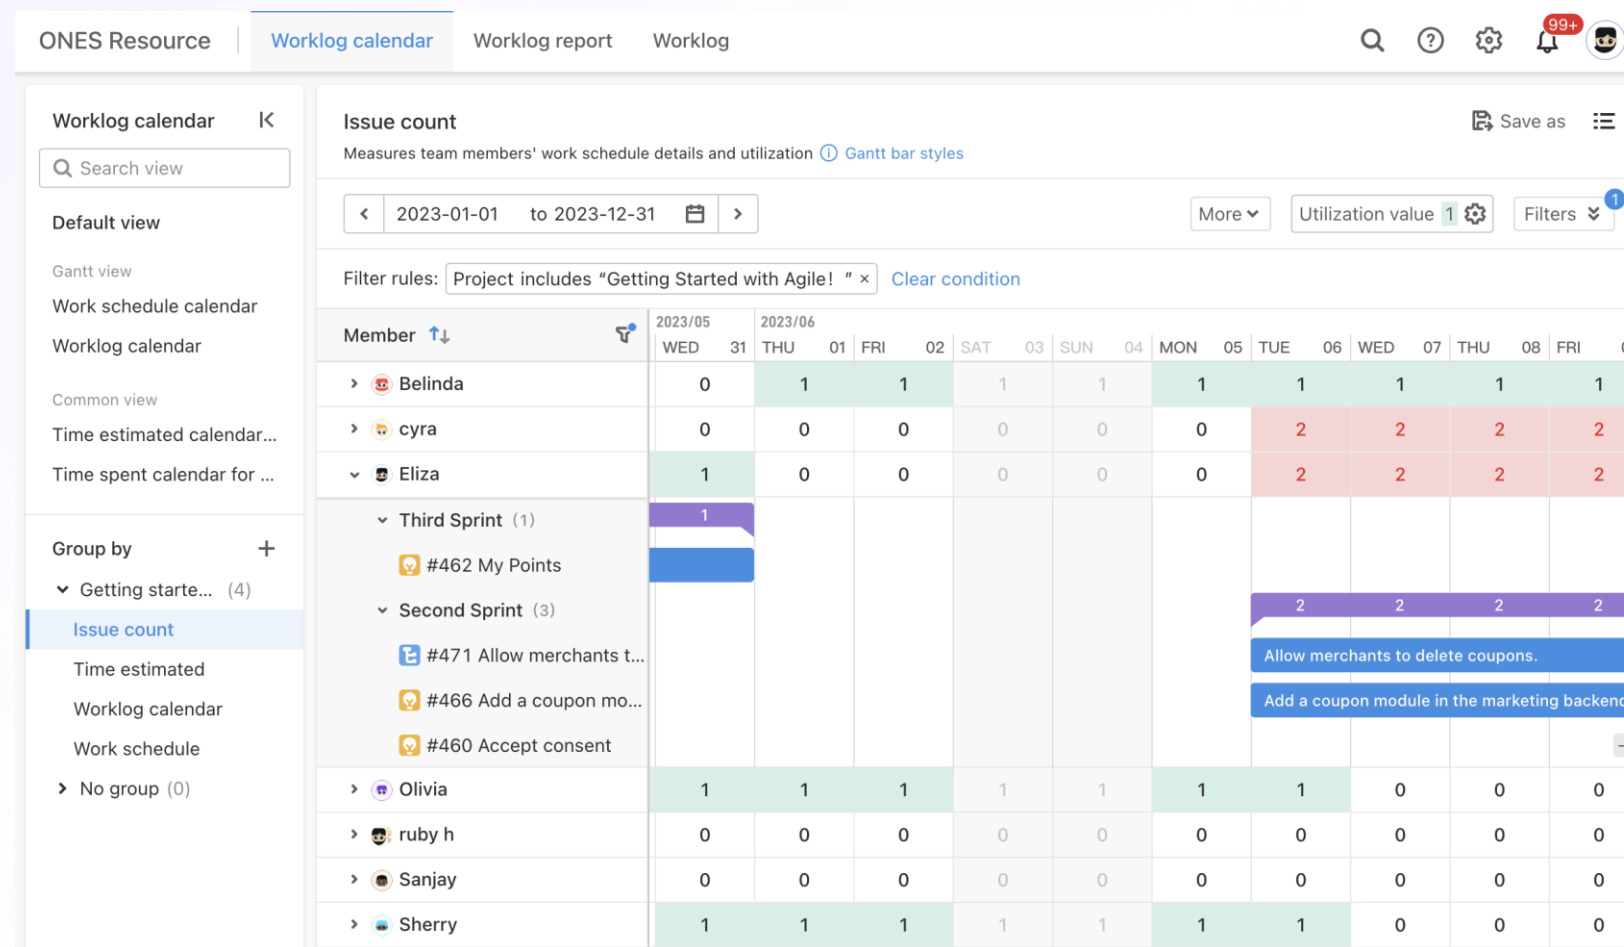 ONES Resource
Worklog calendar
Worklog report
Worklog
99+
Worklog calendar
Search view
Default view
Gantt view
Work schedule calendar
Worklog calendar
Common view
Time estimated calendar...
Time spent calendar for ...
Group by
Getting starte... (4)
Issue count
Time estimated
Worklog calendar
Work schedule
No group (0)
Issue count
Save as
Measures team members' work schedule details and utilization
Gantt bar styles
2023-01-01 to 2023-12-31
More
Utilization value 1
Filters
1
Filter rules: Project includes “Getting Started with Agile! ” ×
Clear condition
Member
2023/05 2023/06
WED 31 THU 01 FRI 02 SAT 03 SUN 04 MON 05 TUE 06 WED 07 THU 08 FRI
Belinda 0 1 1 1 1 1 1 1 1 1
cyra 0 0 0 0 0 0 2 2 2 2
Eliza 1 0 0 0 0 0 2 2 2 2
Third Sprint (1) 1
#462 My Points
Second Sprint (3) 2 2 2 2
#471 Allow merchants t... Allow merchants to delete coupons.
#466 Add a coupon mo... Add a coupon module in the marketing backend
#460 Accept consent
Olivia 1 1 1 1 1 1 1 0 0 0
ruby h 0 0 0 0 0 0 0 0 0 0
Sanjay 0 0 0 0 0 0 0 0 0 0
Sherry 1 1 1 1 1 1 1 0 0 0